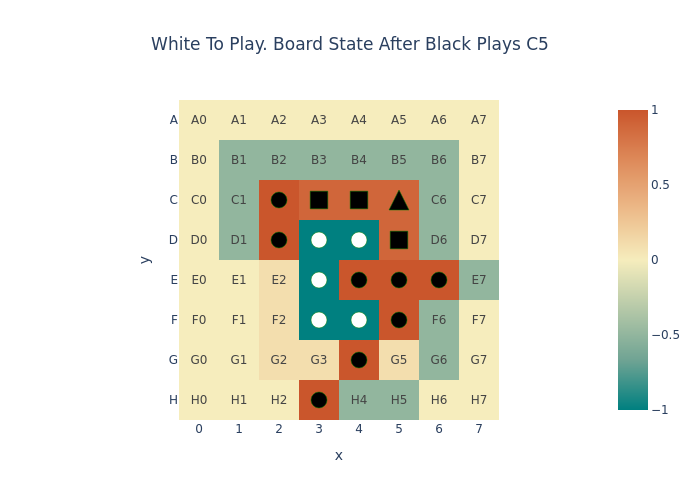 White To Play. Board State After Black Plays C5
A A0 A1 A2 A3 A4 A5 A6 A7
B B0 B1 B2 B3 B4 B5 B6 B7
C C0 C1 C6 C7
D D0 D1 D6 D7
E E0 E1 E2 E7
F F0 F1 F2 F6 F7
G G0 G1 G2 G3 G5 G6 G7
H H0 H1 H2 H4 H5 H6 H7
0 1 2 3 4 5 6 7
x
y
1
0.5
0
−0.5
−1